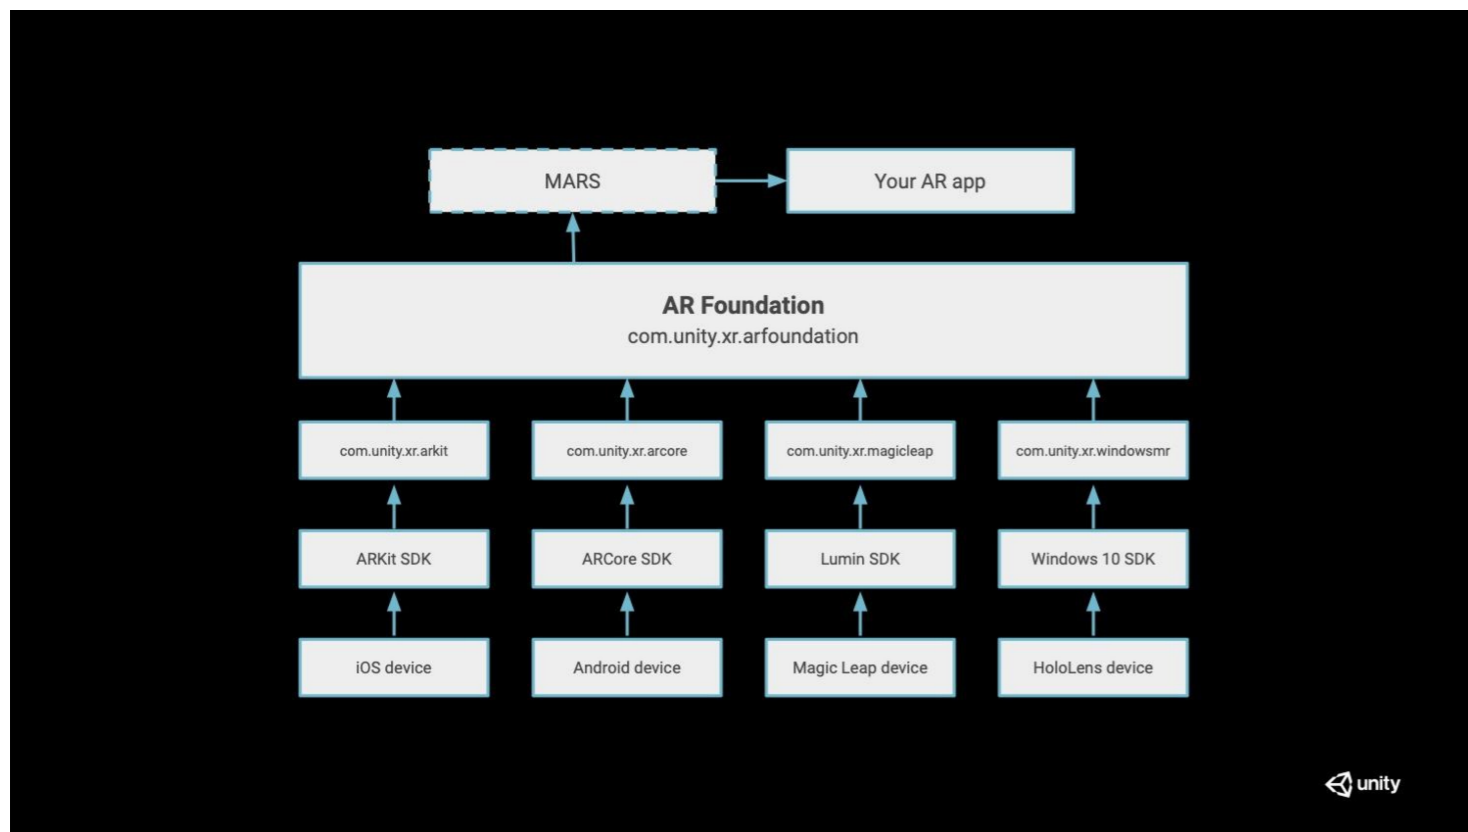 MARS
Your AR app
AR Foundation
com.unity.xr.arfoundation
com.unity.xr.arkit
com.unity.xr.arcore
com.unity.xr.magicleap
com.unity.xr.windowsmr
ARKit SDK
ARCore SDK
Lumin SDK
Windows 10 SDK
iOS device
Android device
Magic Leap device
HoloLens device
unity